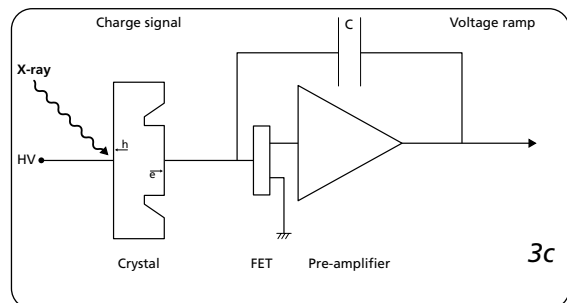 Charge signal
C
Voltage ramp
X-ray
h
HV
e
Crystal
FET
Pre-amplifier
3c